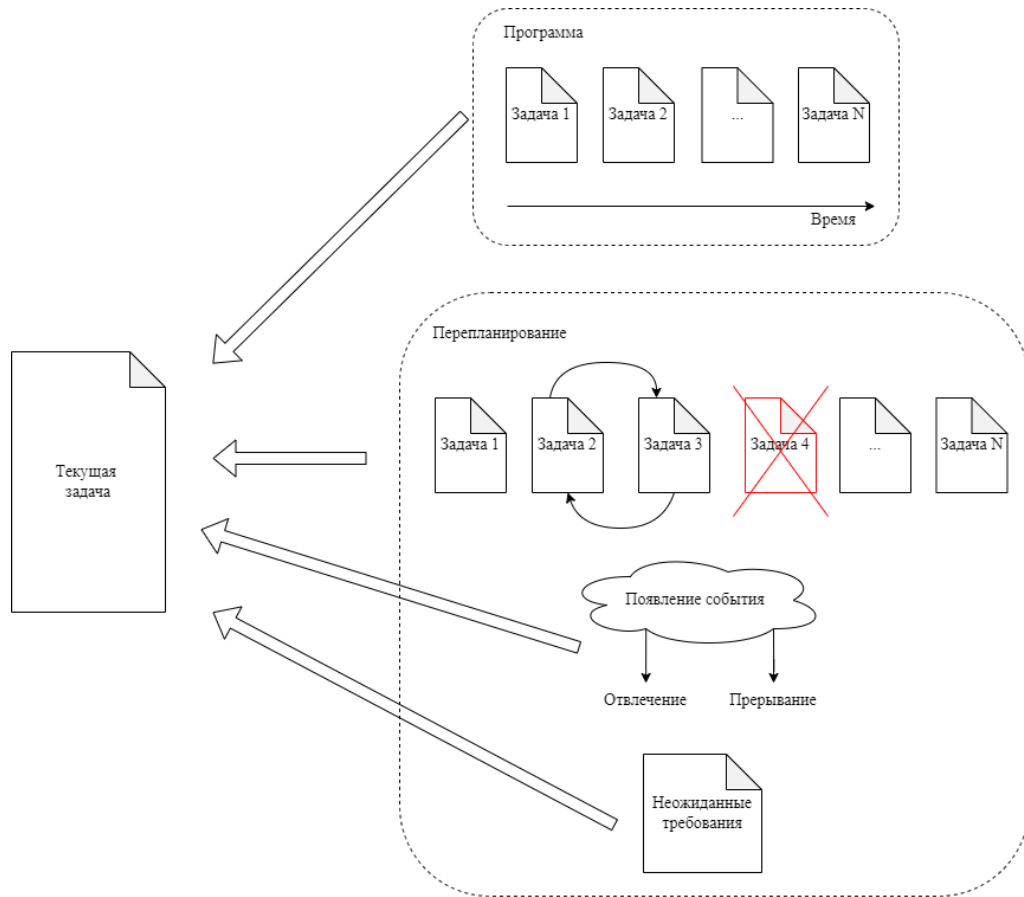 Программа
Задача 1
Задача 2
...
Задача N
Время
Перепланирование
Задача 1
Задача 2
Задача 3
Задача 4
...
Задача N
Текущая
задача
Появление события
Отвлечение
Прерывание
Неожиданные
требования